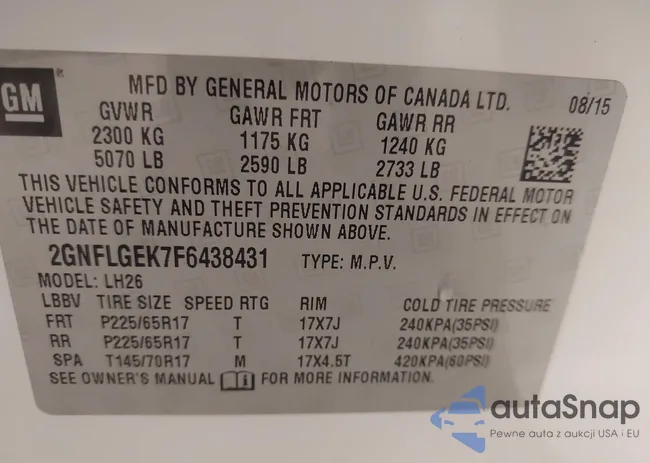 GM ®
MFD BY GENERAL MOTORS OF CANADA LTD. 08/15
GVWR GAWR FRT GAWR RR
2300 KG 1175 KG 1240 KG
5070 LB 2590 LB 2733 LB
THIS VEHICLE CONFORMS TO ALL APPLICABLE U.S. FEDERAL MOTOR
VEHICLE SAFETY AND THEFT PREVENTION STANDARDS IN EFFECT ON
THE DATE OF MANUFACTURE SHOWN ABOVE.
2GNFLGEK7F6438431 TYPE: M.P.V.
MODEL: LH26
LBBV TIRE SIZE SPEED RTG RIM COLD TIRE PRESSURE
FRT P225/65R17 T 17X7J 240KPA(35PSI)
RR P225/65R17 T 17X7J 240KPA(35PSI)
SPA T145/70R17 M 17X4.5T 420KPA(60PSI)
SEE OWNER'S MANUAL FOR MORE INFORMATION.
autaSnap
Pewne auta z aukcji USA i EU